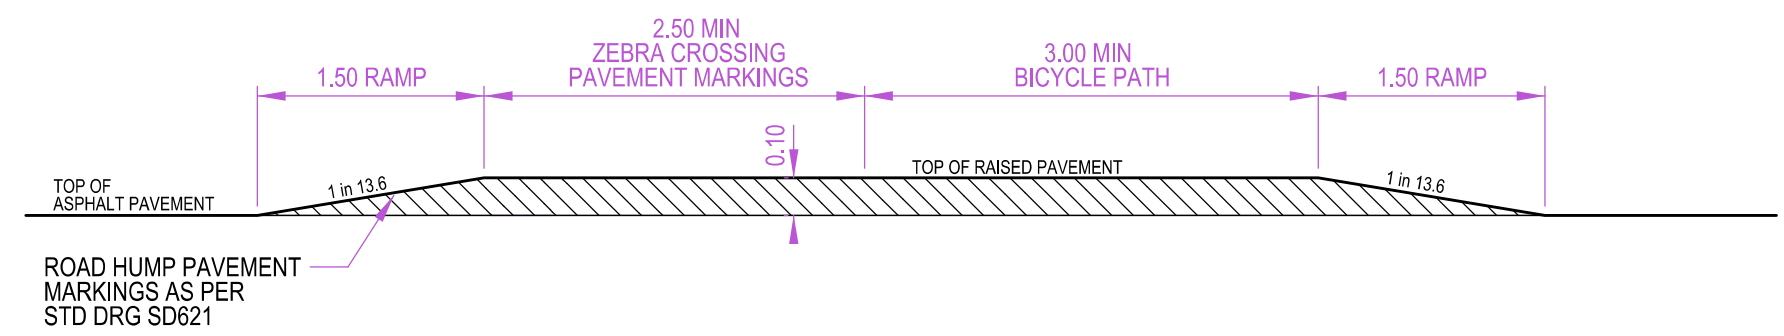 2.50 MIN
ZEBRA CROSSING
PAVEMENT MARKINGS
1.50 RAMP
3.00 MIN
BICYCLE PATH
1.50 RAMP
0.10
TOP OF RAISED PAVEMENT
1 in 13.6
1 in 13.6
TOP OF
ASPHALT PAVEMENT
ROAD HUMP PAVEMENT
MARKINGS AS PER
STD DRG SD621